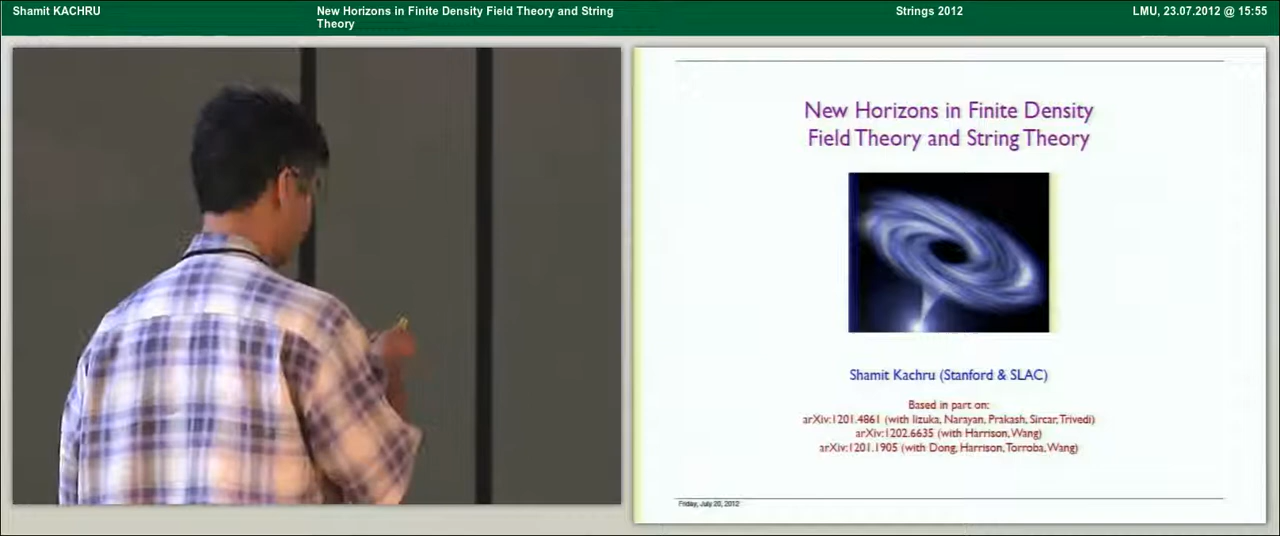 Shamit KACHRU
New Horizons in Finite Density Field Theory and String
Theory
Strings 2012
LMU, 23.07.2012 @ 15:55
New Horizons in Finite Density
Field Theory and String Theory
Shamit Kachru (Stanford & SLAC)
Based in part on:
arXiv:1201.4861 (with Iizuka, Narayan, Prakash, Sircar, Trivedi)
arXiv:1202.6635 (with Harrison, Wang)
arXiv:1201.1905 (with Dong, Harrison, Torroba, Wang)
Friday, July 20, 2012